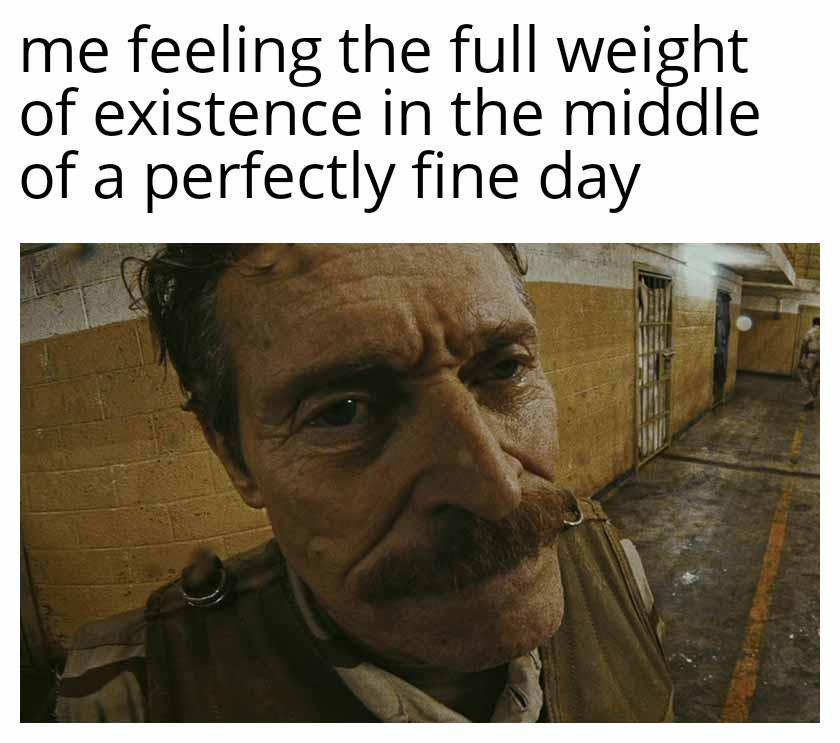 me feeling the full weight
of existence in the middle
of a perfectly fine day